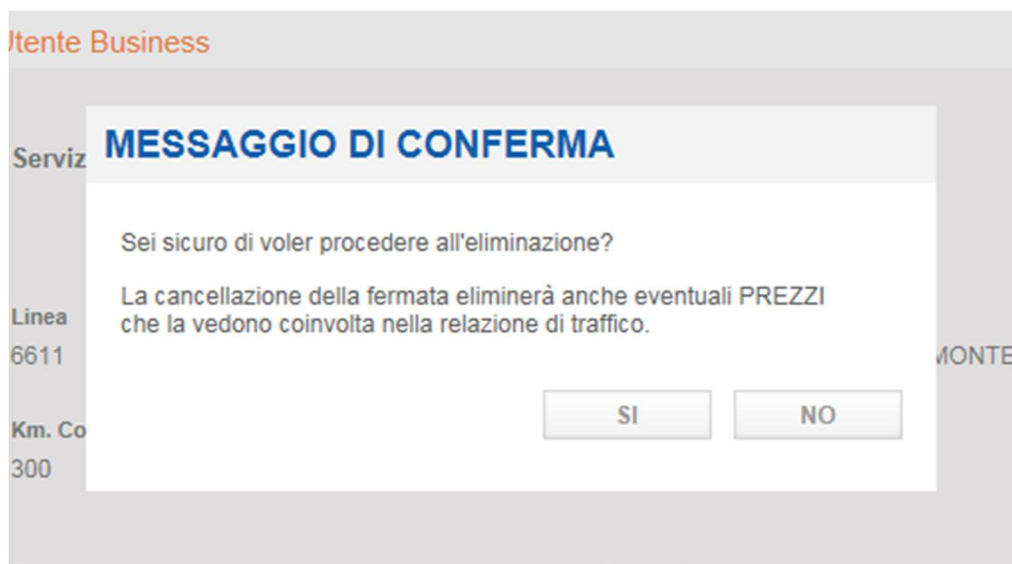 Utente Business
MESSAGGIO DI CONFERMA
Serviz
Sei sicuro di voler procedere all'eliminazione?
La cancellazione della fermata eliminerà anche eventuali PREZZI
che la vedono coinvolta nella relazione di traffico.
Linea
6611
MONTE
SI
NO
Km. Co
300